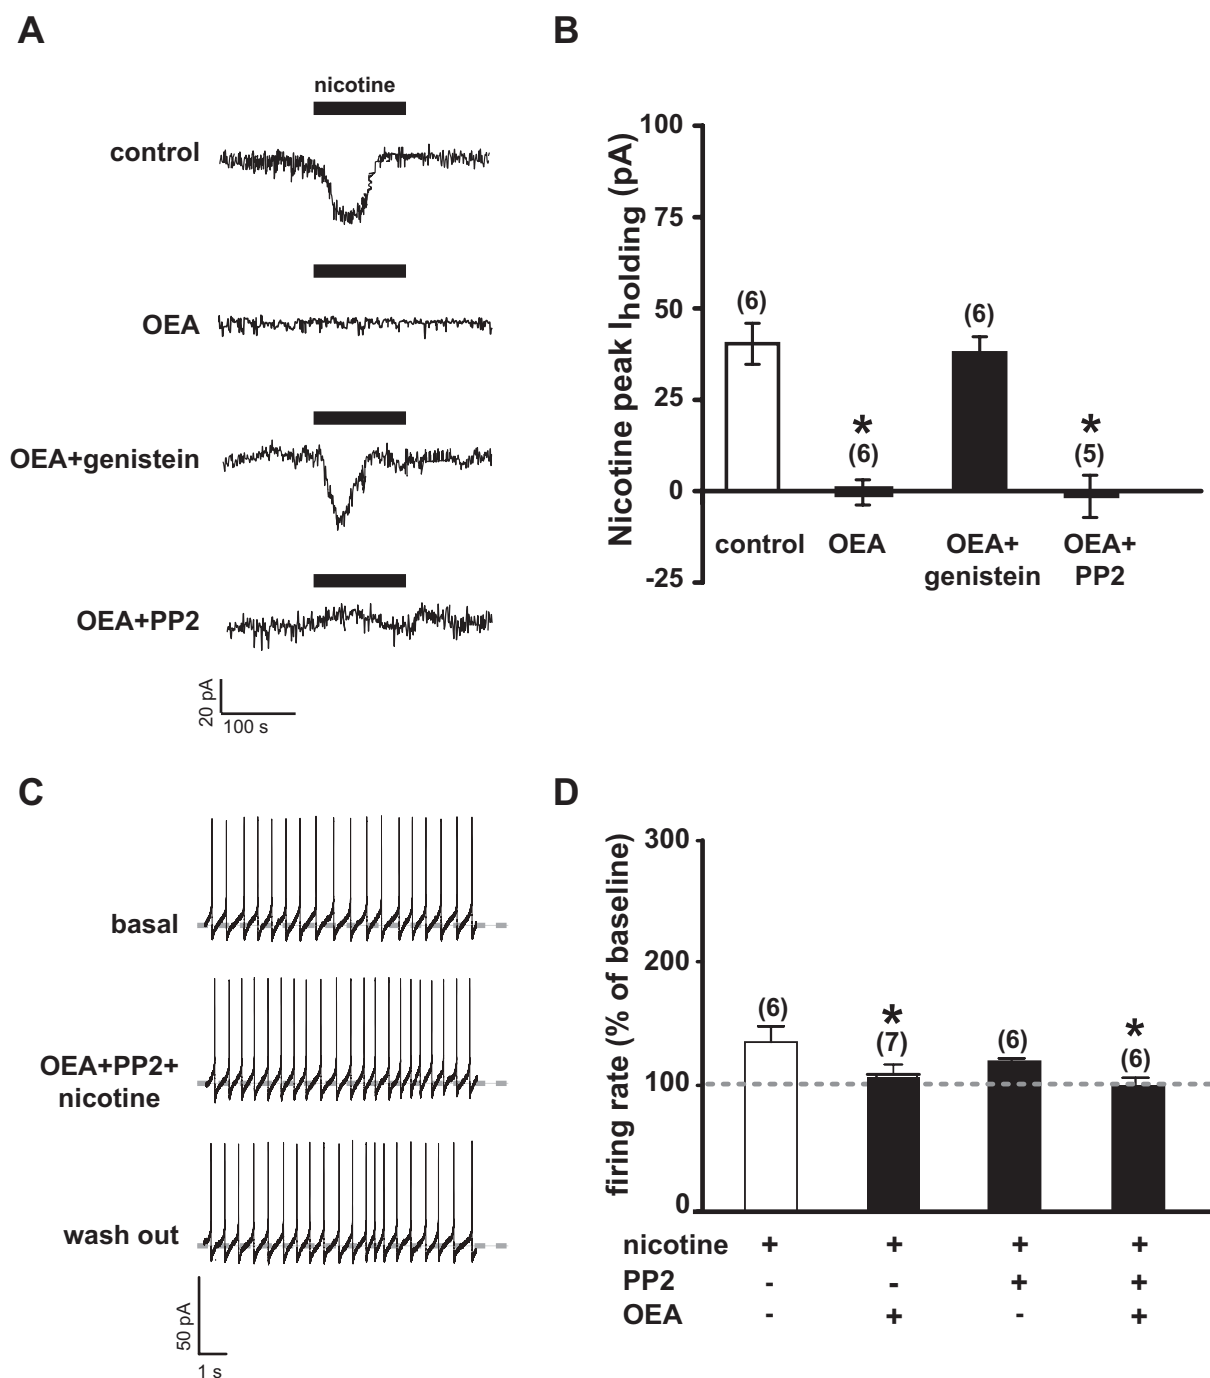 A
nicotine
control
OEA
OEA+genistein
OEA+PP2
20 pA
100 s
B
Nicotine peak Iholding (pA)
100
75
50
25
0
-25
(6)
*
(6)
(6)
*
(5)
control
OEA
OEA+
genistein
OEA+
PP2
C
basal
OEA+PP2+
nicotine
wash out
50 pA
1 s
D
firing rate (% of baseline)
300
200
100
0
(6)
*
(7)
(6)
*
(6)
nicotine + + + +
PP2 - - + +
OEA - + - +